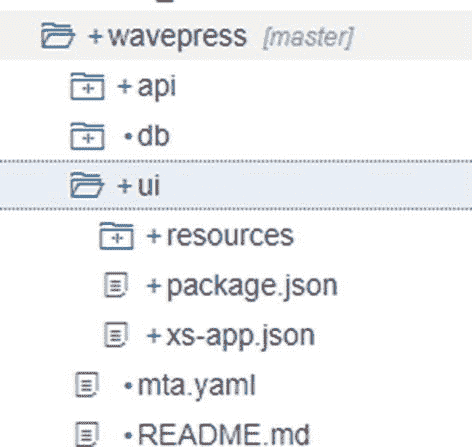 +wavepress [master]
+api
•db
+ui
+resources
+package.json
+xs-app.json
•mta.yaml
•README.md